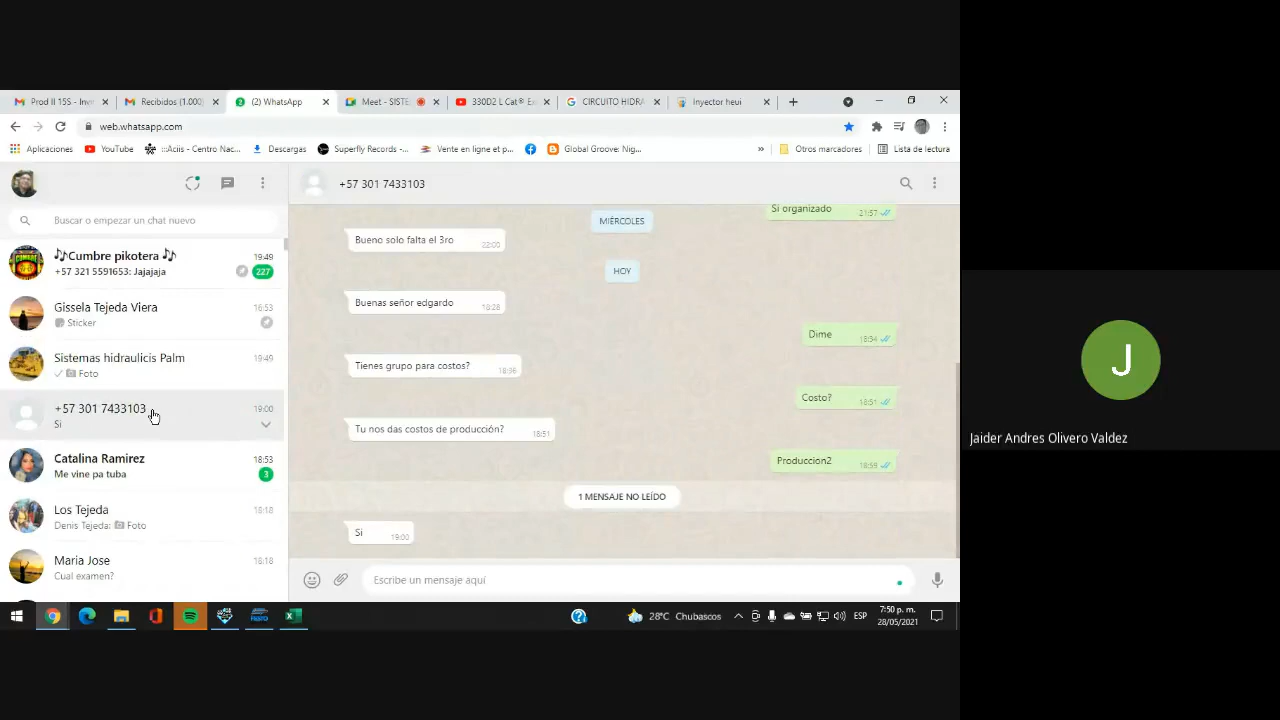 Prod II 15S - Inv
Recibidos (1.000)
(2) WhatsApp
Meet - SISTE
330D2 L Cat® Ex
CIRCUITO HIDRA
Inyector heui
web.whatsapp.com
Aplicaciones
YouTube
:::Aciis - Centro Nac...
Descargas
Superfly Records -...
Vente en ligne et p...
Global Groove: Nig...
»
Otros marcadores
Lista de lectura
+57 301 7433103
Buscar o empezar un chat nuevo
Cumbre pikotera
19:49
+57 321 5591653: Jajajaja
227
Gissela Tejeda Viera
16:53
Sticker
Sistemas hidraulicis Palm
19:49
Foto
+57 301 7433103
19:00
Si
Catalina Ramirez
18:53
Me vine pa tuba
3
Los Tejeda
18:18
Denis Tejeda: Foto
Maria Jose
18:18
Cual examen?
Si organizado
21:57
MIÉRCOLES
Bueno solo falta el 3ro
22:00
HOY
Buenas señor edgardo
18:28
Dime
18:34
Tienes grupo para costos?
18:36
Costo?
18:51
Tu nos das costos de producción?
18:51
Produccion2
18:59
1 MENSAJE NO LEÍDO
Si
19:00
Escribe un mensaje aquí
28°C Chubascos
ESP
7:50 p. m.
28/05/2021
J
Jaider Andres Olivero Valdez